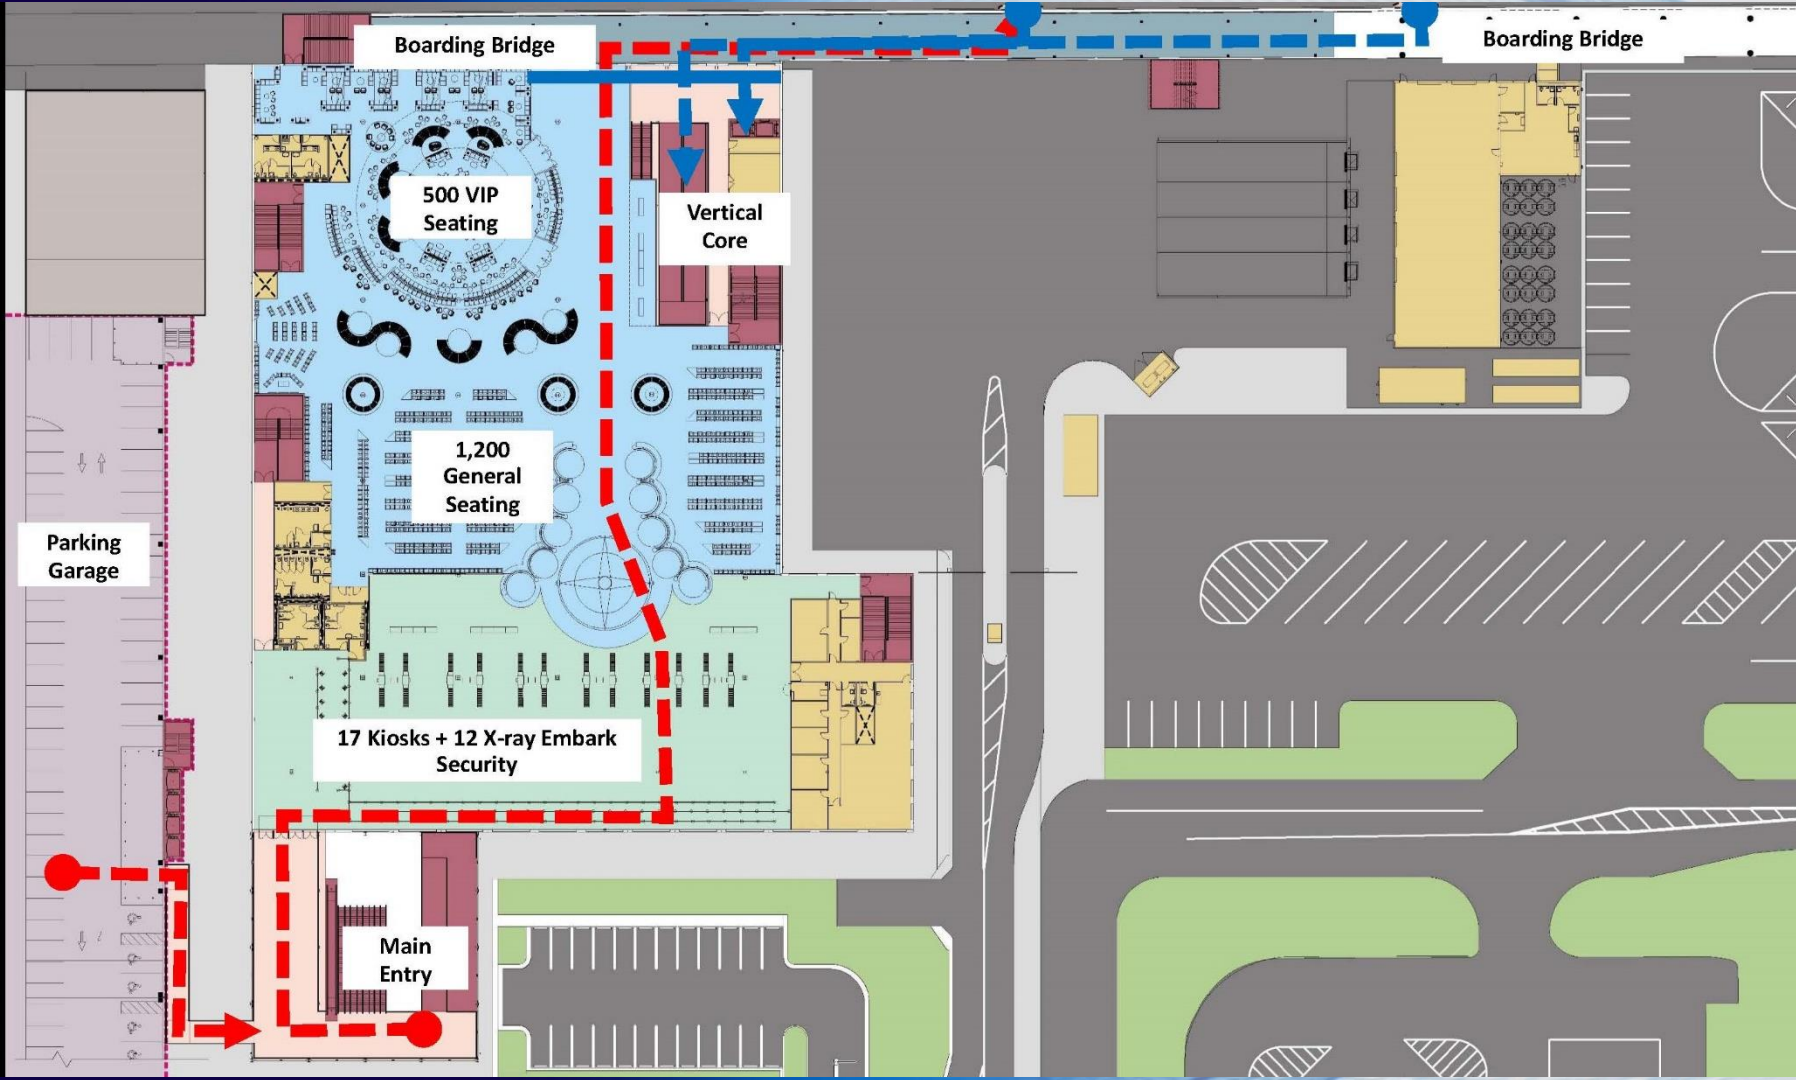 Boarding Bridge
Boarding Bridge
500 VIP
Seating
Vertical
Core
1,200
General
Seating
Parking
Garage
17 Kiosks + 12 X-ray Embark
Security
Main
Entry